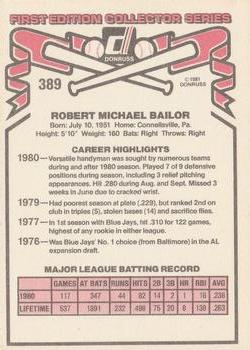 FIRST EDITION COLLECTOR SERIES
DONRUSS
389
© 1981
DONRUSS
ROBERT MICHAEL BAILOR
Born: July 10, 1951 Home: Connellsville, Pa.
Height: 5'10" Weight: 160 Bats: Right Throws: Right
CAREER HIGHLIGHTS
1980—Versatile handyman was sought by numerous teams
during and after 1980 season. Played 7 of 9
defensive positions during season, including 3 relief pitching
appearances. Hit .280 during Aug. and Sept. Missed 3
weeks in June due to cracked wrist.
1979—Had poorest season at plate (.229), but ranked 2nd on
club in triples (5), stolen bases (14) and sacrifice flies.
1977—In 1st season with Blue Jays, hit .310 for 122 games,
highest of any rookie in either league.
1976—Was Blue Jays' No. 1 choice (from Baltimore) in the AL
expansion draft.
MAJOR LEAGUE BATTING RECORD
GAMES AT BATS RUNS HITS 2B 3B HR RBI AVG
1980 117 347 44 82 14 2 1 16 .236
LIFETIME 537 1891 232 498 75 8 138 .263